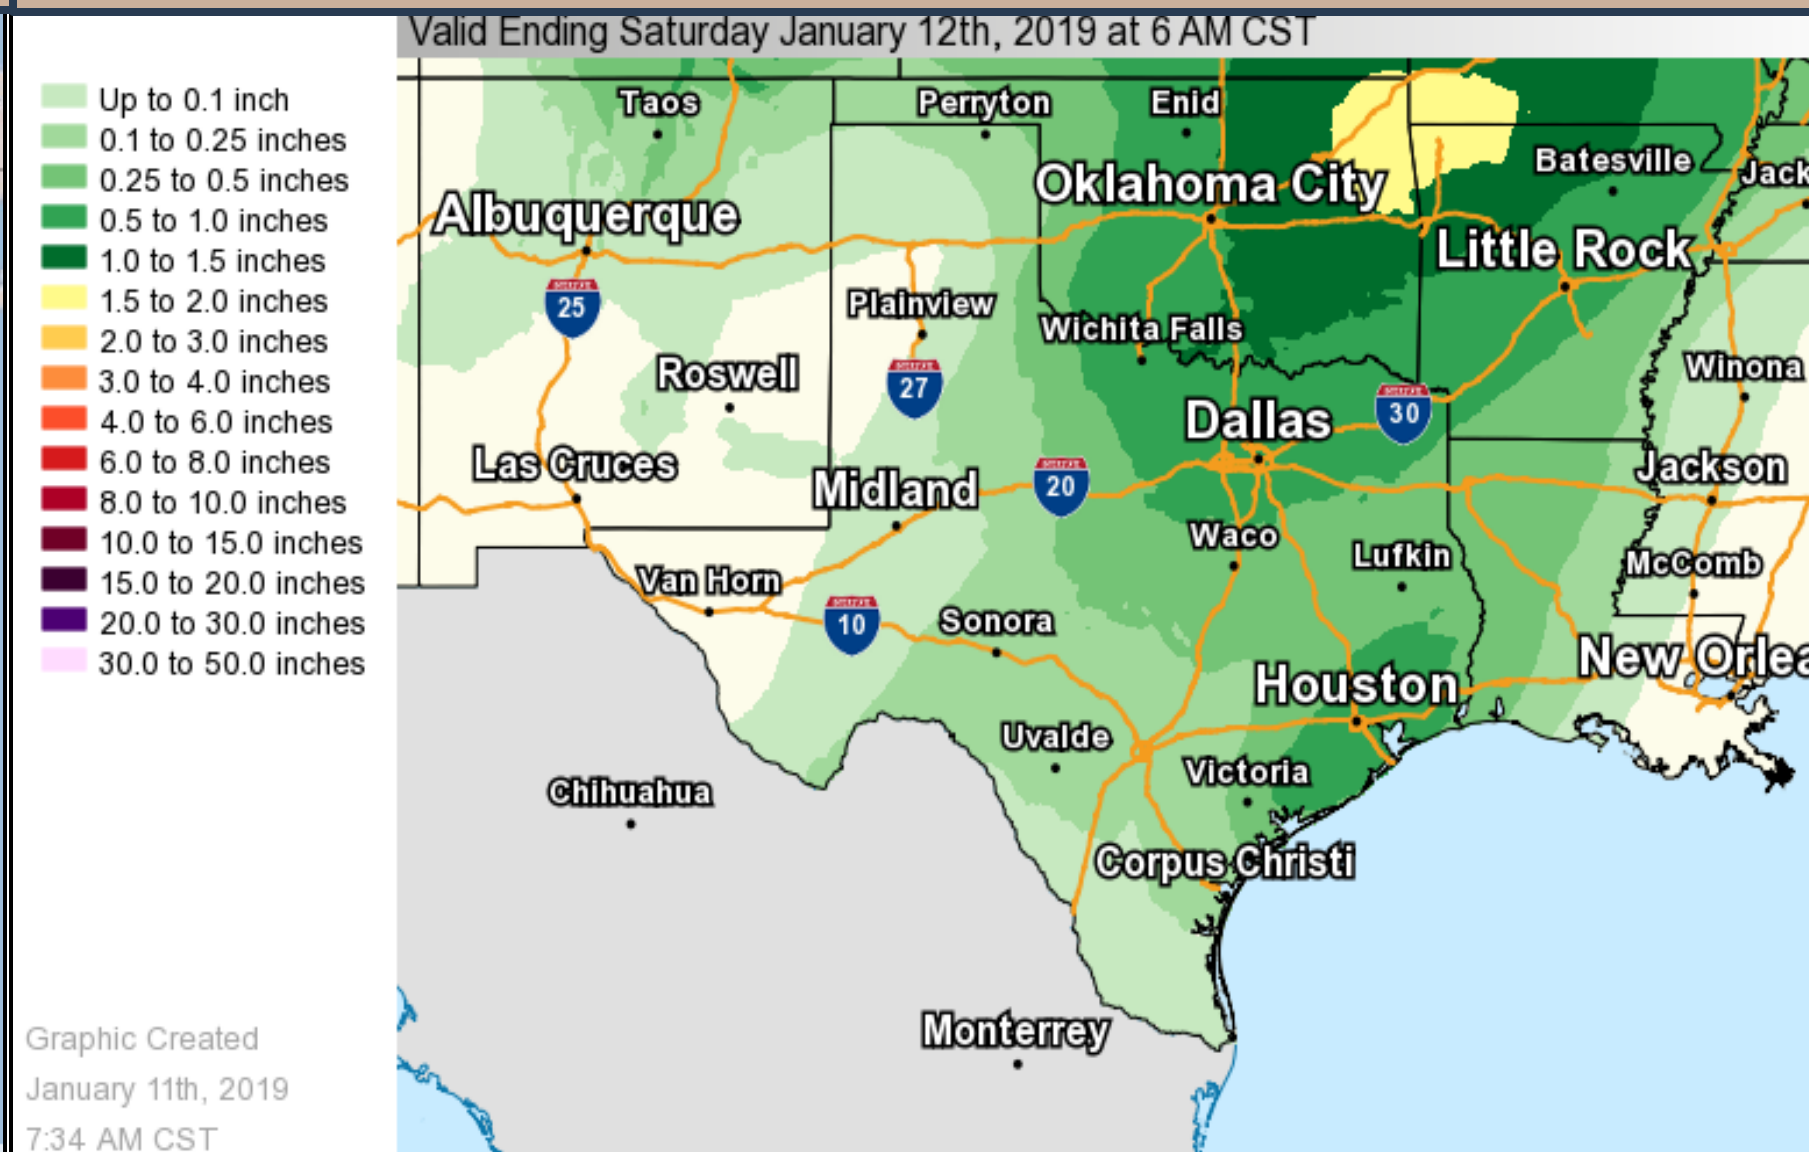 Valid Ending Saturday January 12th, 2019 at 6 AM CST
Up to 0.1 inch
0.1 to 0.25 inches
0.25 to 0.5 inches
0.5 to 1.0 inches
1.0 to 1.5 inches
1.5 to 2.0 inches
2.0 to 3.0 inches
3.0 to 4.0 inches
4.0 to 6.0 inches
6.0 to 8.0 inches
8.0 to 10.0 inches
10.0 to 15.0 inches
15.0 to 20.0 inches
20.0 to 30.0 inches
30.0 to 50.0 inches
Graphic Created
January 11th, 2019
7:34 AM CST
Taos
Perryton
Enid
Batesville
Jack
Oklahoma City
Albuquerque
Little Rock
25
Plainview
Wichita Falls
Winona
Roswell
27
30
Dallas
Las Cruces
Jackson
Midland
20
Waco
Lufkin
McComb
Van Horn
10
Sonora
New Orlea
Houston
Uvalde
Victoria
Chihuahua
Corpus Christi
Monterrey